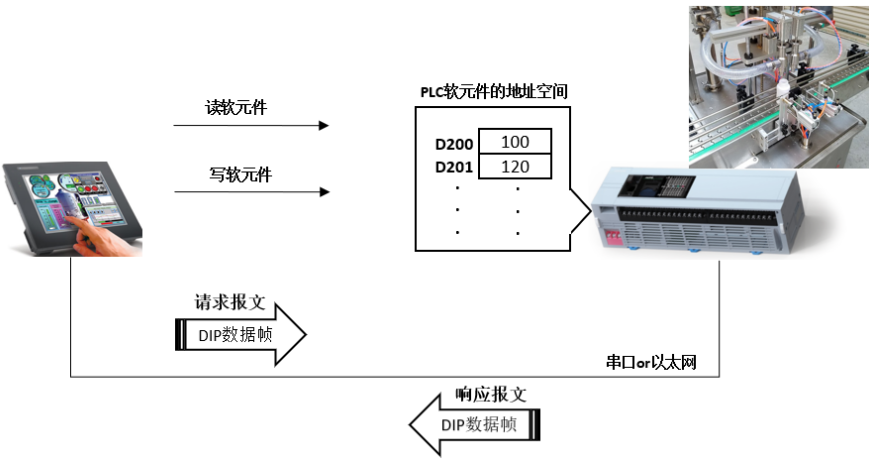 PLC软元件的地址空间
读软元件
D200 100
D201 120
写软元件
请求报文
DIP数据帧
串口or以太网
响应报文
DIP数据帧